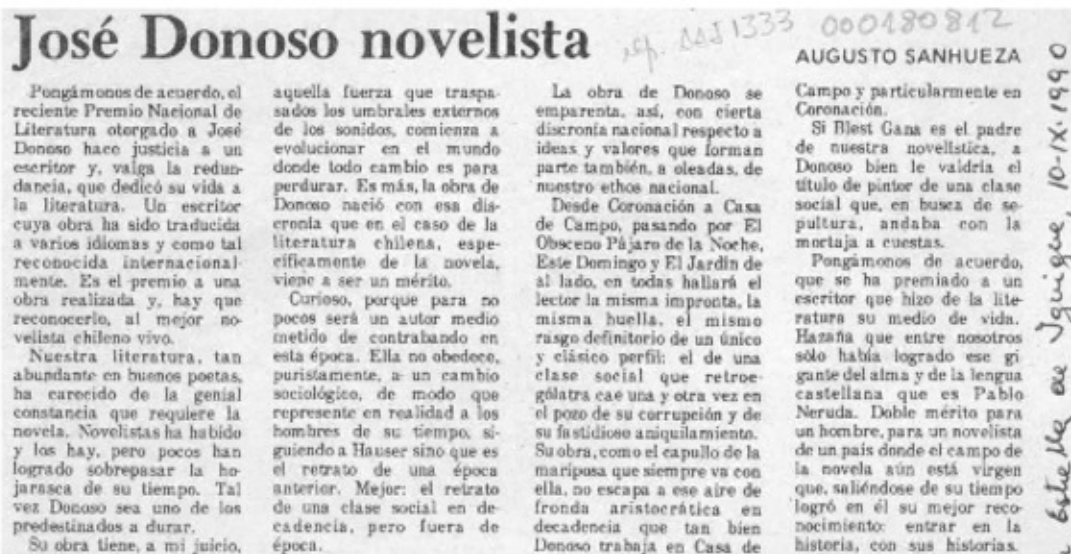 José Donoso novelista
000180812
AUGUSTO SANHUEZA
Pongámonos de acuerdo, el
reciente Premio Nacional de
Literatura otorgado a José
Donoso hace justicia a un
escritor y, valga la redun-
dancia, que dedicó su vida a
la literatura. Un escritor
cuya obra ha sido traducida
a varios idiomas y como tal
reconocida internacional-
mente. Es el premio a una
obra realizada y, hay que
reconocerlo, al mejor no-
velista chileno vivo.
Nuestra literatura, tan
abundante en buenos poetas,
ha carecido de la genial
constancia que requiere la
novela. Novelistas ha habido
y los hay, pero pocos han
logrado sobrepasar la ho-
jarasca de su tiempo. Tal
vez Donoso sea uno de los
predestinados a durar.
Su obra tiene, a mi juicio,
aquella fuerza que traspa-
sados los umbrales externos
de los sonidos, comienza a
evolucionar en el mundo
donde todo cambio es para
perdurar. Es más, la obra de
Donoso nació con esa dis-
cronía que en el caso de la
literatura chilena, espe-
cíficamente de la novela,
viene a ser un mérito.
Curioso, porque para no
pocos será un autor medio
metido de contrabando en
esta época. Ella no obedece,
puristamente, a un cambio
sociológico, de modo que
represente en realidad a los
hombres de su tiempo, si-
guiendo a Hauser sino que es
el retrato de una época
anterior. Mejor: el retrato
de una clase social en de-
cadencia, pero fuera de
época.
La obra de Donoso se
emparenta, así, con cierta
discronía nacional respecto a
ideas y valores que forman
parte también, a oleadas, de
nuestro ethos nacional.
Desde Coronación a Casa
de Campo, pasando por El
Obsceno Pájaro de la Noche,
Este Domingo y El Jardín de
al lado, en todas hallará el
lector la misma impronta, la
misma huella, el mismo
rasgo definitorio de un único
y clásico perfil: el de una
clase social que retroe-
gólatra cae una y otra vez en
el pozo de su corrupción y de
su fastidioso aniquilamiento.
Su obra, como el capullo de la
mariposa que siempre va con
ella, no escapa a ese aire de
fronda aristocrática en
decadencia que tan bien
Donoso trabaja en Casa de
Campo y particularmente en
Coronación.
Si Blest Gana es el padre
de nuestra novelística, a
Donoso bien le valdría el
título de pintor de una clase
social que, en busca de se-
pultura, andaba con la
mortaja a cuestas.
Pongámonos de acuerdo,
que se ha premiado a un
escritor que hizo de la lite-
ratura su medio de vida.
Hazaña que entre nosotros
sólo había logrado ese gi
gante del alma y de la lengua
castellana que es Pablo
Neruda. Doble mérito para
un hombre, para un novelista
de un país donde el campo de
la novela aún está virgen
que, saliéndose de su tiempo
logró en él su mejor reco-
nocimiento: entrar en la
historia, con sus historias.
Estrella de Iquique, 10-IX-1990